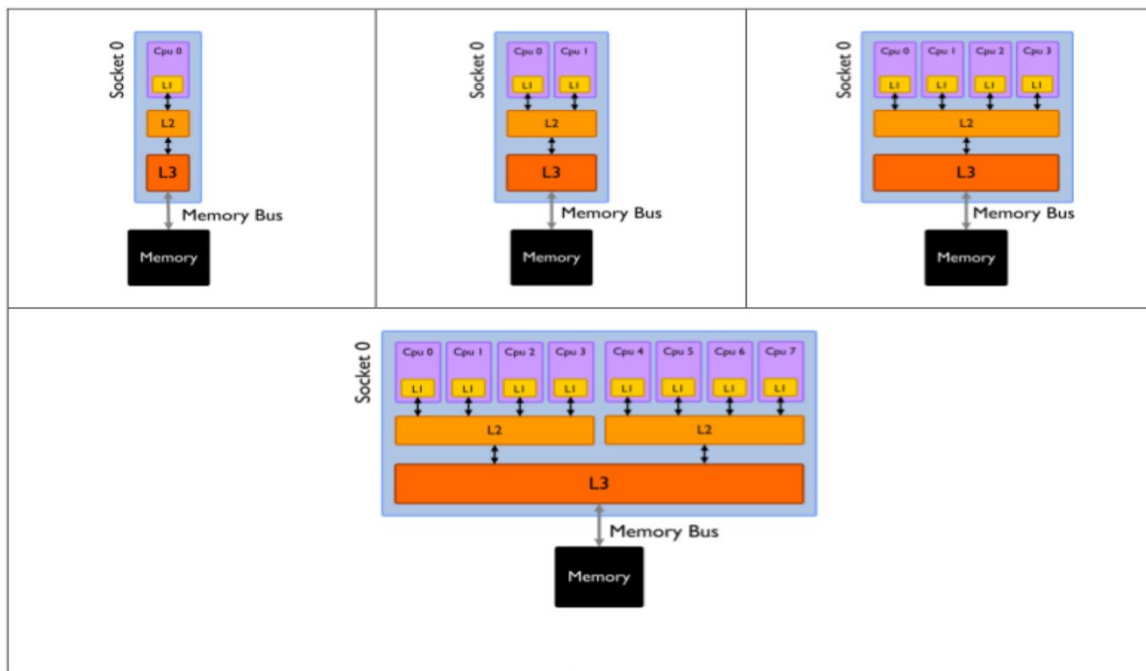 Socket 0
Cpu 0
L1
L2
L3
Memory Bus
Memory
Socket 0
Cpu 0 Cpu 1
L1 L1
L2
L3
Memory Bus
Memory
Socket 0
Cpu 0 Cpu 1 Cpu 2 Cpu 3
L1 L1 L1 L1
L2
L3
Memory Bus
Memory
Socket 0
Cpu 0 Cpu 1 Cpu 2 Cpu 3 Cpu 4 Cpu 5 Cpu 6 Cpu 7
L1 L1 L1 L1 L1 L1 L1 L1
L2 L2
L3
Memory Bus
Memory